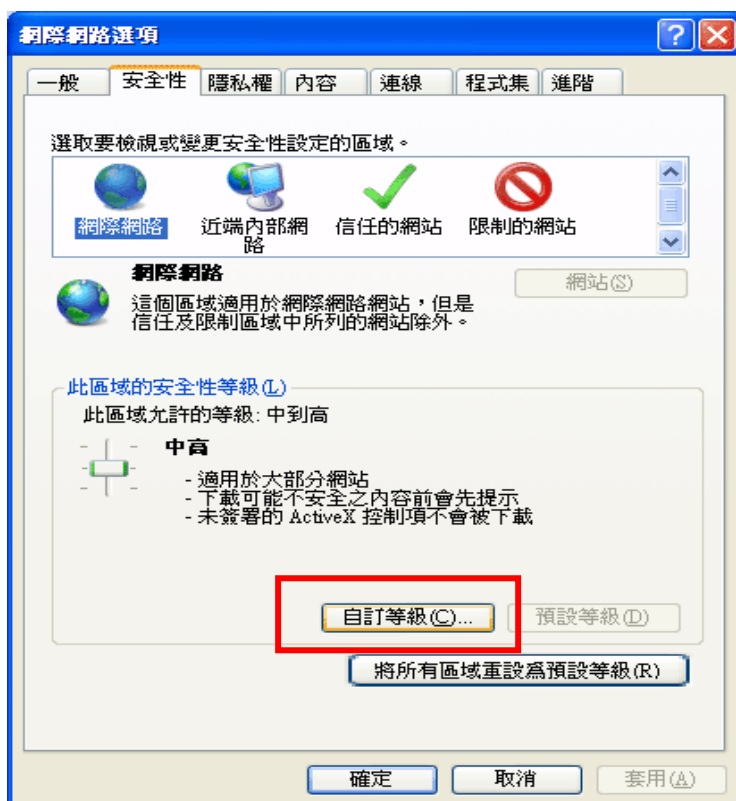 網際網路選項
一般 安全性 隱私權 內容 連線 程式集 進階
選取要檢視或變更安全性設定的區域。
網際網路 近端內部網路 信任的網站 限制的網站
網際網路
網站(S)
這個區域適用於網際網路網站，但是
信任及限制區域中所列的網站除外。
此區域的安全性等級(L)
此區域允許的等級: 中到高
中高
- 適用於大部分網站
- 下載可能不安全之內容前會先提示
- 未簽署的 ActiveX 控制項不會被下載
自訂等級(C)... 預設等級(D)
將所有區域重設為預設等級(R)
確定 取消 套用(A)